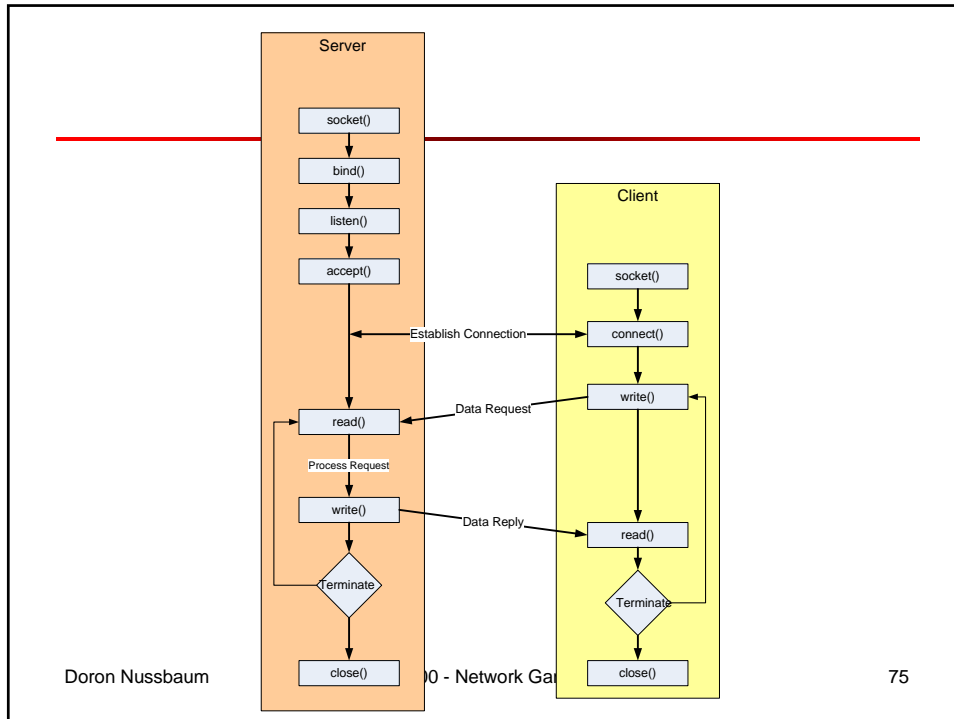 Server
socket()
bind()
listen()
accept()
Client
socket()
Establish Connection
connect()
write()
Data Request
read()
Process Request
write()
Data Reply
read()
Terminate
Terminate
close()
close()
Doron Nussbaum
00 - Network Ga
75